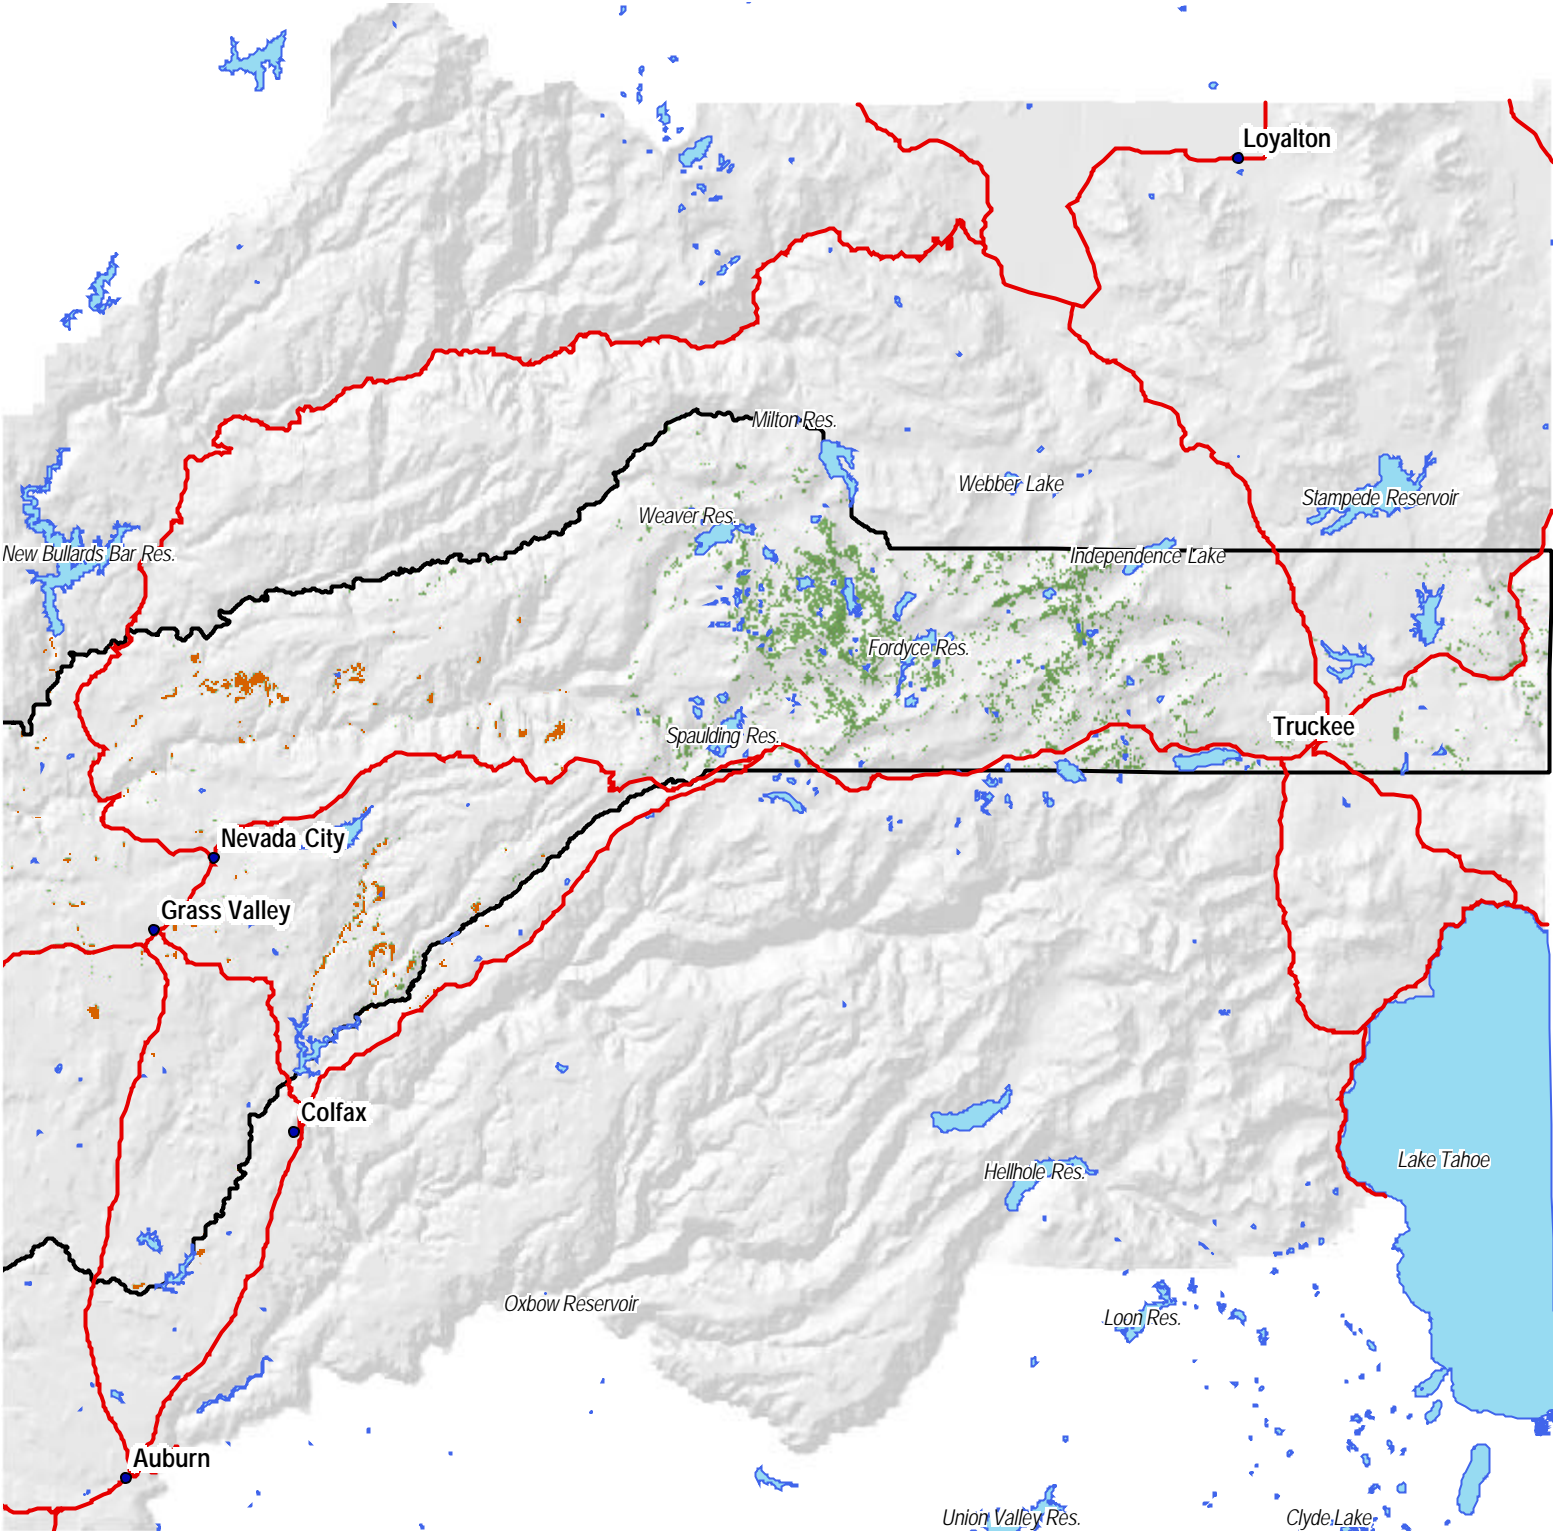 Loyalton
Milton Res.
Webber Lake
Stampede Reservoir
Weaver Res.
New Bullards Bar Res.
Independence Lake
Fordyce Res.
Truckee
Spaulding Res.
Nevada City
Grass Valley
Colfax
Lake Tahoe
Hellhole Res.
Oxbow Reservoir
Loon Res.
Auburn
Union Valley Res.
Clyde Lake